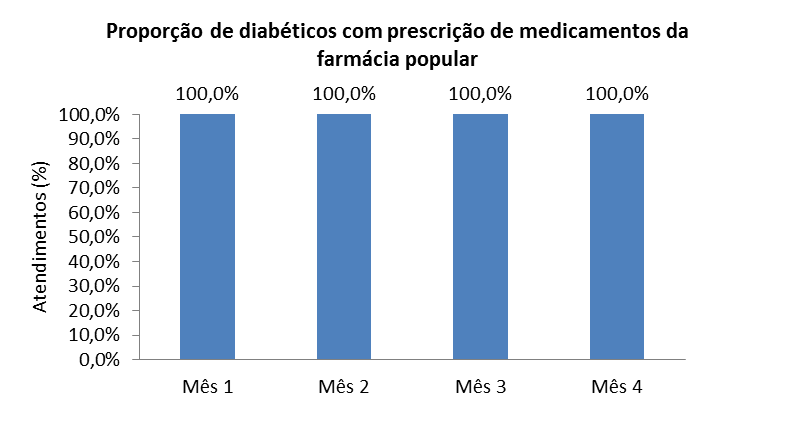 Proporção de diabéticos com prescrição de medicamentos da
farmácia popular
100,0% 100,0% 100,0% 100,0%
Atendimentos (%)
100,0%
90,0%
80,0%
70,0%
60,0%
50,0%
40,0%
30,0%
20,0%
10,0%
0,0%
Mês 1 Mês 2 Mês 3 Mês 4